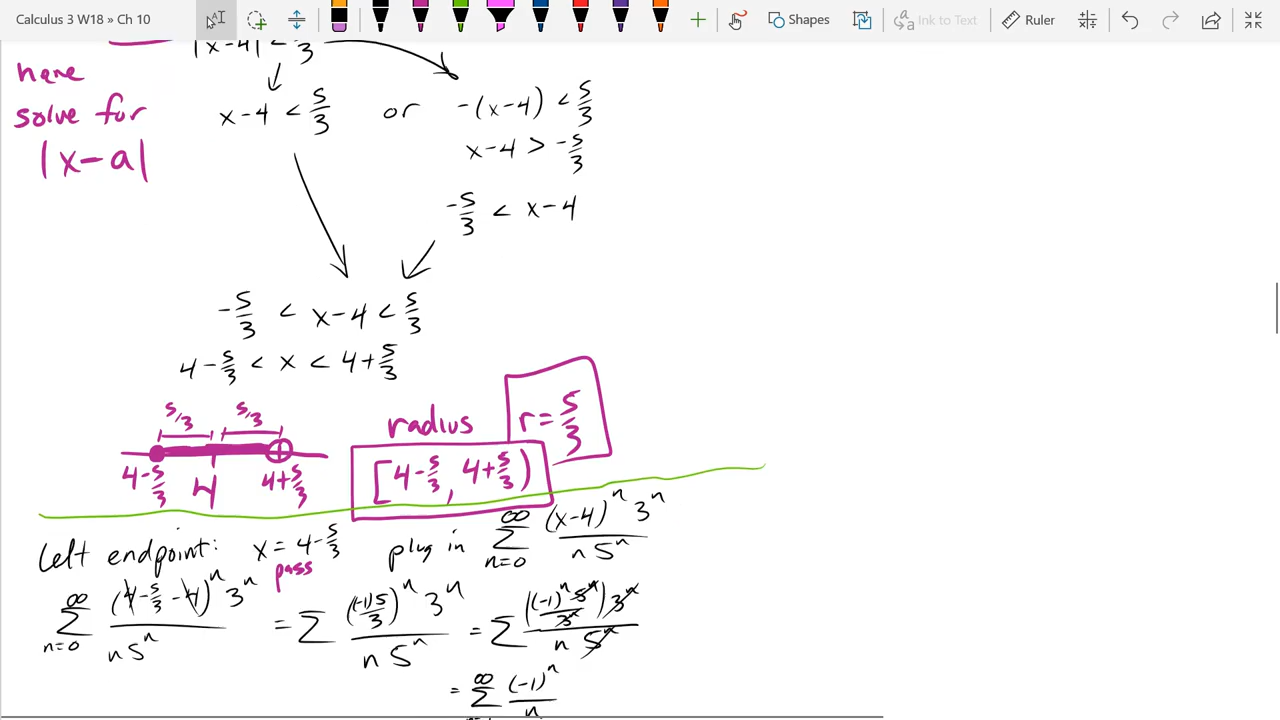 Calculus 3 W18 » Ch 10
Shapes
Ink to Text
Ruler
|x-4| < 5/3
here
solve for
|x-a|
x-4 < 5/3 or -(x-4) < 5/3
x-4 > -5/3
-5/3 < x-4
-5/3 < x-4 < 5/3
4-5/3 < x < 4+5/3
5/3 5/3
4-5/3 4 4+5/3
radius r = 5/3
[4-5/3, 4+5/3)
left endpoint: x = 4-5/3 plug in ∞ Σ n=0 (x-4)^n 3^n / n 5^n
pass
∞ Σ n=0 (4-5/3-4)^n 3^n / n 5^n = Σ ((-1)5/3)^n 3^n / n 5^n = Σ ((-1)^n 5^n / 3^n) 3^n / n 5^n
= ∞ Σ (-1)^n / n